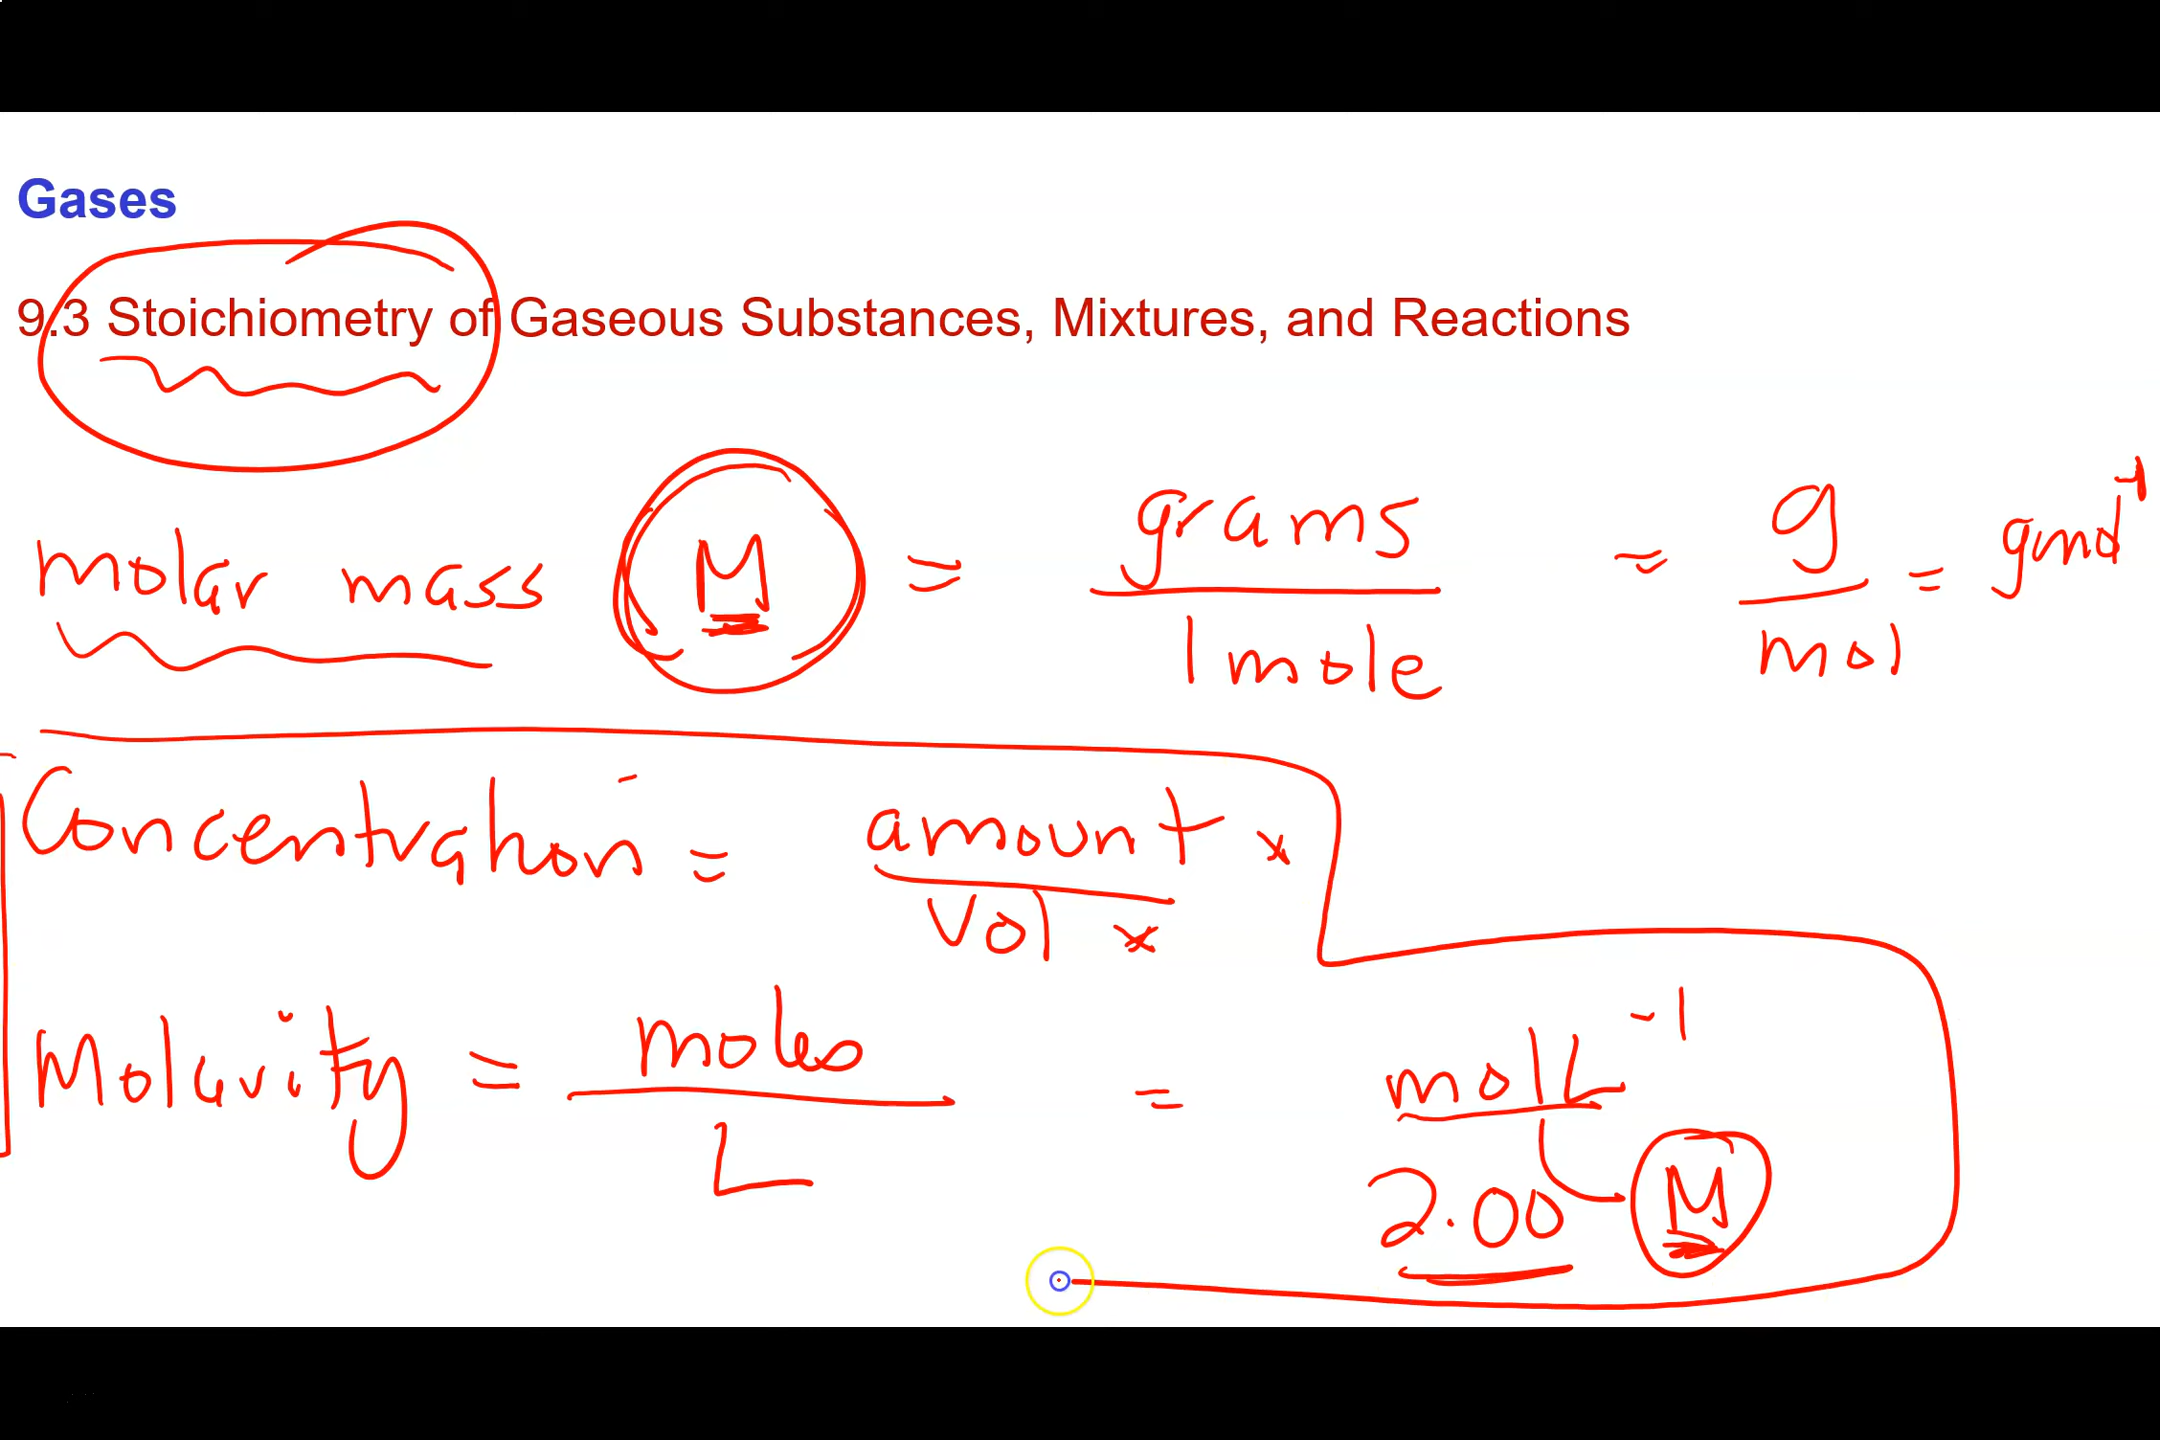 Gases
9.3 Stoichiometry of Gaseous Substances, Mixtures, and Reactions
molar mass M = grams / 1 mole = g / mol = gmol⁻¹
Concentration = amount × / Vol ×
Molarity = moles / L = mol L⁻¹
2.00 M